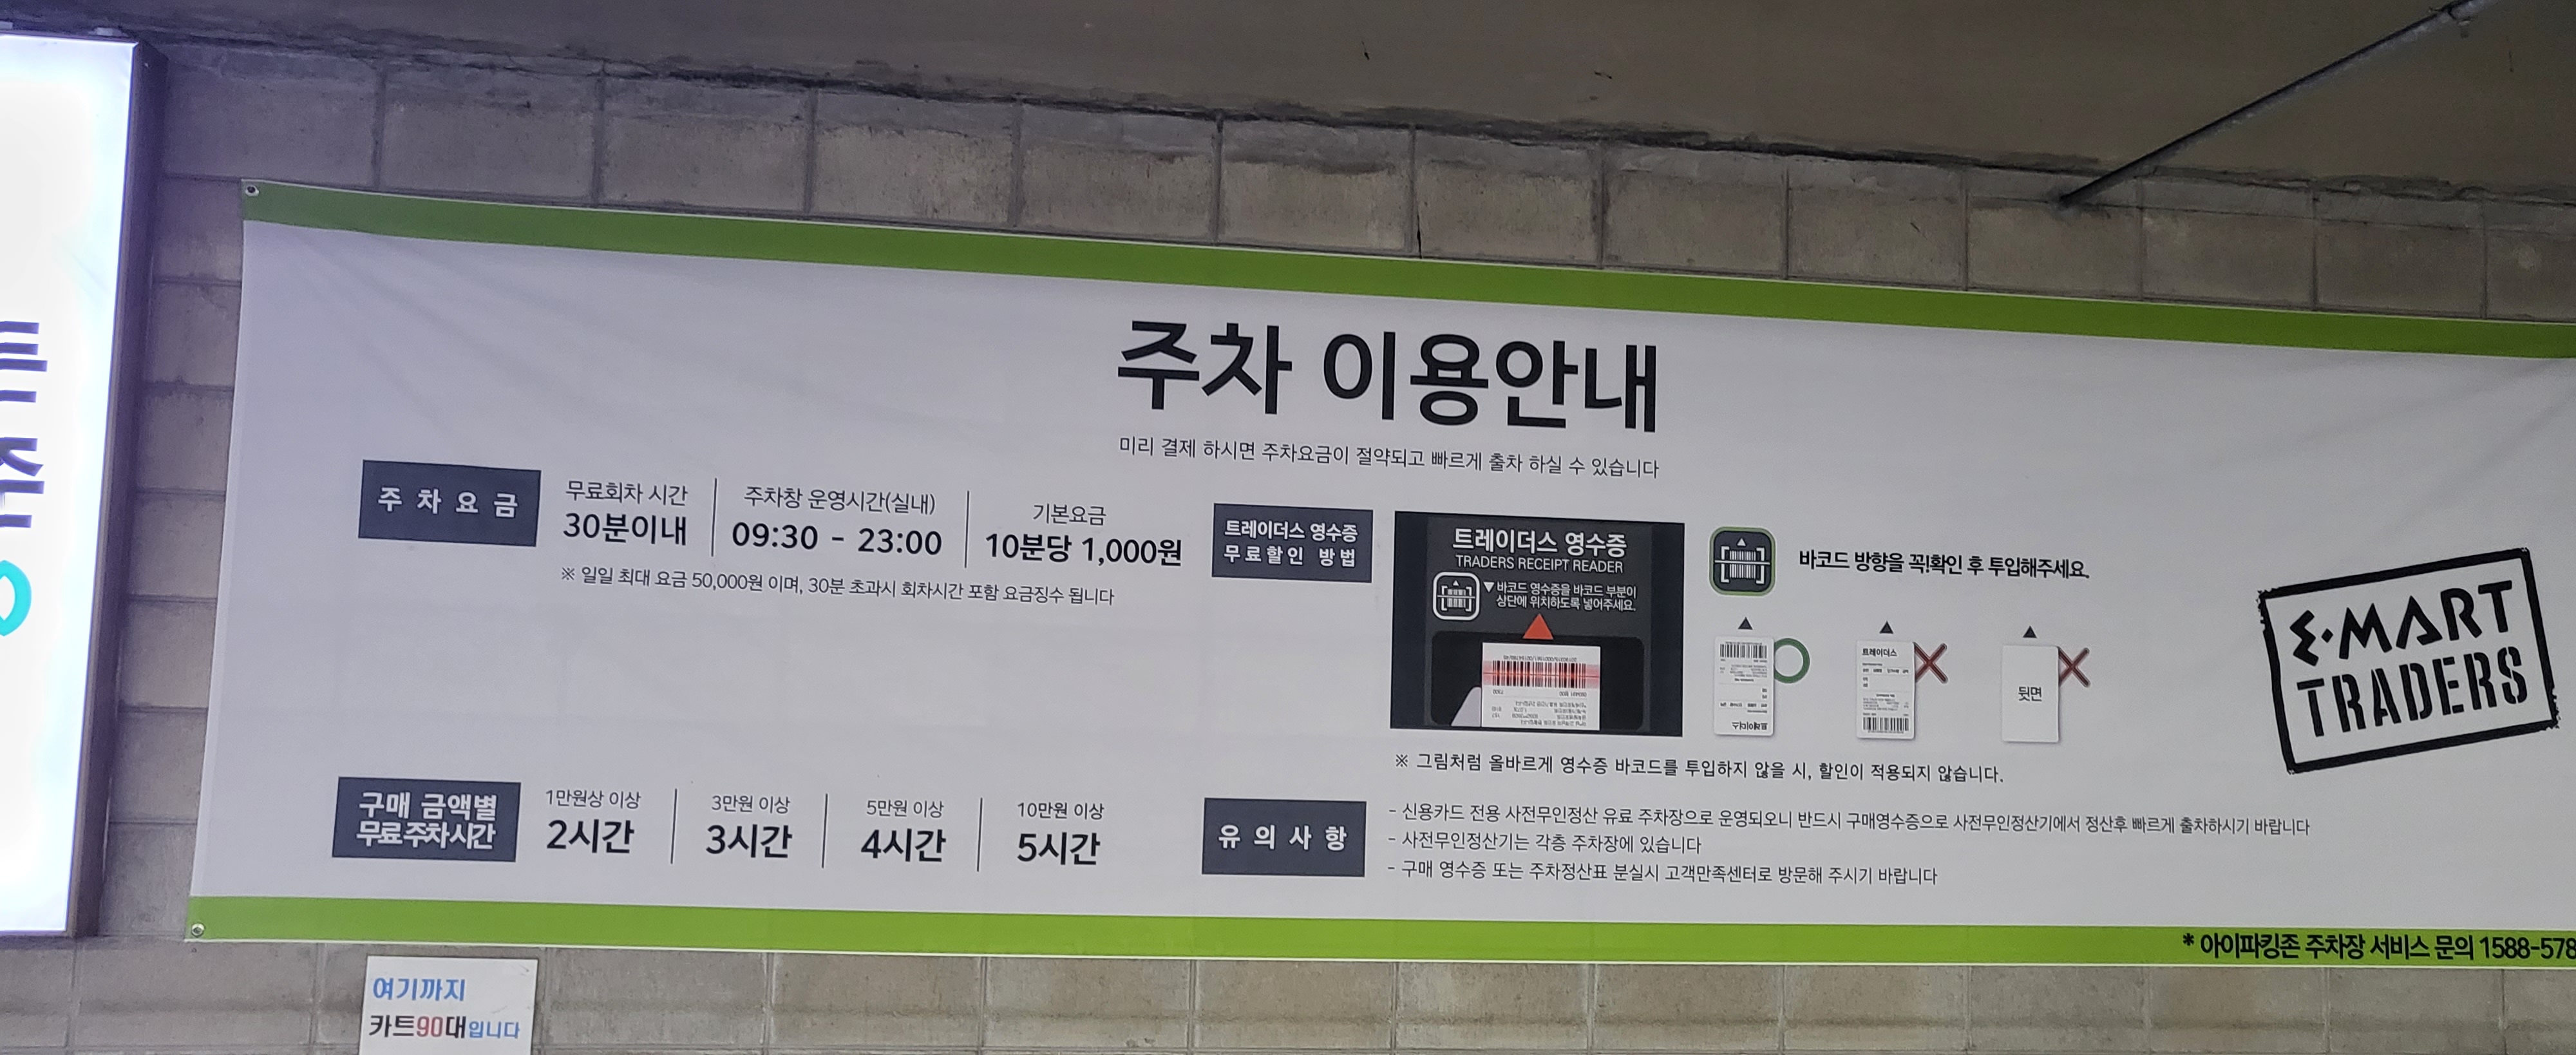 주차 이용안내
미리 결제 하시면 주차요금이 절약되고 빠르게 출차 하실 수 있습니다
주차요금
무료회차 시간
30분이내
주차창 운영시간(실내)
09:30 - 23:00
기본요금
10분당 1,000원
※ 일일 최대 요금 50,000원 이며, 30분 초과시 회차시간 포함 요금징수 됩니다
트레이더스 영수증
무료할인 방법
트레이더스 영수증
TRADERS RECEIPT READER
▼바코드 영수증을 바코드 부분이
상단에 위치하도록 넣어주세요.
바코드 방향을 꼭!확인 후 투입해주세요.
트레이더스
트레이더스
뒷면
※ 그림처럼 올바르게 영수증 바코드를 투입하지 않을 시, 할인이 적용되지 않습니다.
E·MART
TRADERS
구매 금액별
무료주차시간
1만원상 이상
2시간
3만원 이상
3시간
5만원 이상
4시간
10만원 이상
5시간
유의사항
- 신용카드 전용 사전무인정산 유료 주차장으로 운영되오니 반드시 구매영수증으로 사전무인정산기에서 정산후 빠르게 출차하시기 바랍니다
- 사전무인정산기는 각층 주차장에 있습니다
- 구매 영수증 또는 주차정산표 분실시 고객만족센터로 방문해 주시기 바랍니다
* 아이파킹존 주차장 서비스 문의 1588-578
여기까지
카트90대입니다